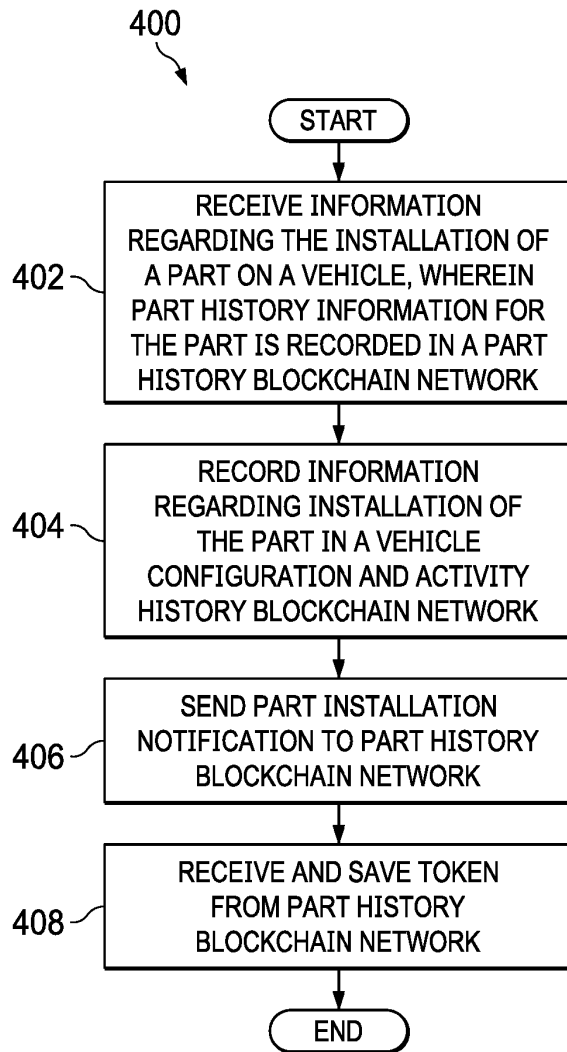 400
START
RECEIVE INFORMATION
REGARDING THE INSTALLATION OF
A PART ON A VEHICLE, WHEREIN
PART HISTORY INFORMATION FOR
THE PART IS RECORDED IN A PART
HISTORY BLOCKCHAIN NETWORK
402
RECORD INFORMATION
REGARDING INSTALLATION OF
THE PART IN A VEHICLE
CONFIGURATION AND ACTIVITY
HISTORY BLOCKCHAIN NETWORK
404
SEND PART INSTALLATION
NOTIFICATION TO PART HISTORY
BLOCKCHAIN NETWORK
406
RECEIVE AND SAVE TOKEN
FROM PART HISTORY
BLOCKCHAIN NETWORK
408
END